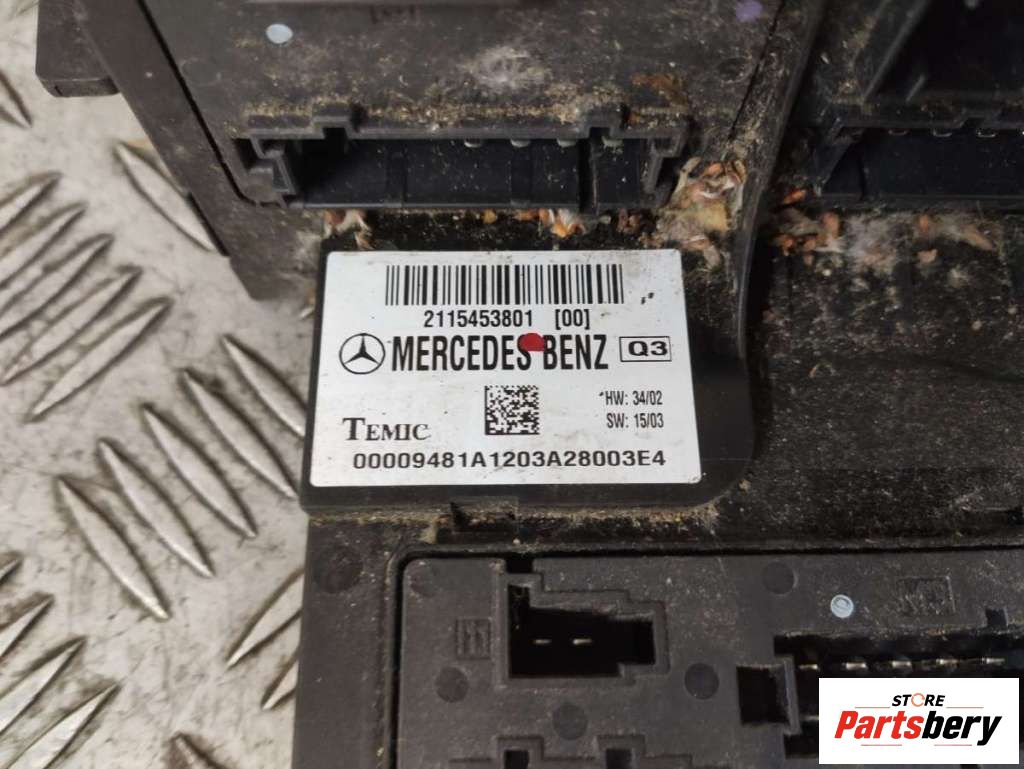 2115453801 [00]
MERCEDES BENZ Q3
HW: 34/02
SW: 15/03
TEMIC
00009481A1203A28003E4
STORE
Partsbery